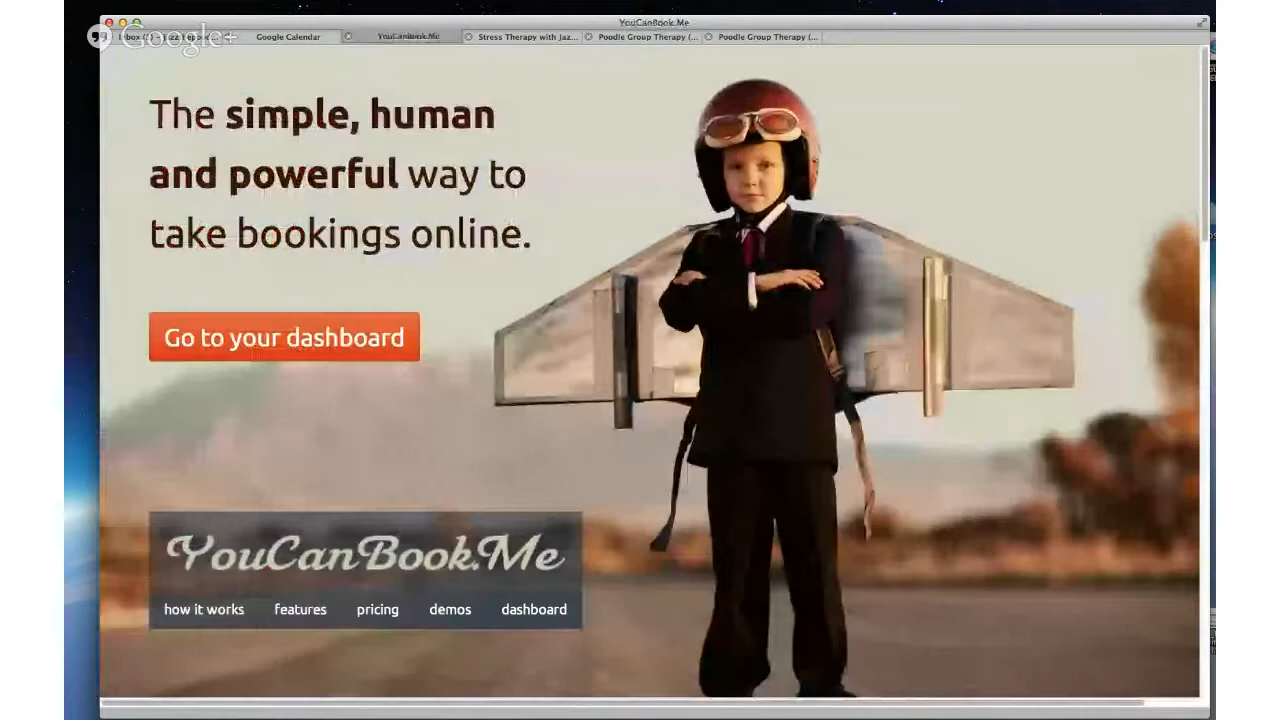 YouCanBook.Me
Google+
Google Calendar
YouCanBook.Me
Stress Therapy with Jaz...
Poodle Group Therapy (...
Poodle Group Therapy (...
The simple, human
and powerful way to
take bookings online.
Go to your dashboard
YouCanBook.Me
how it works
features
pricing
demos
dashboard